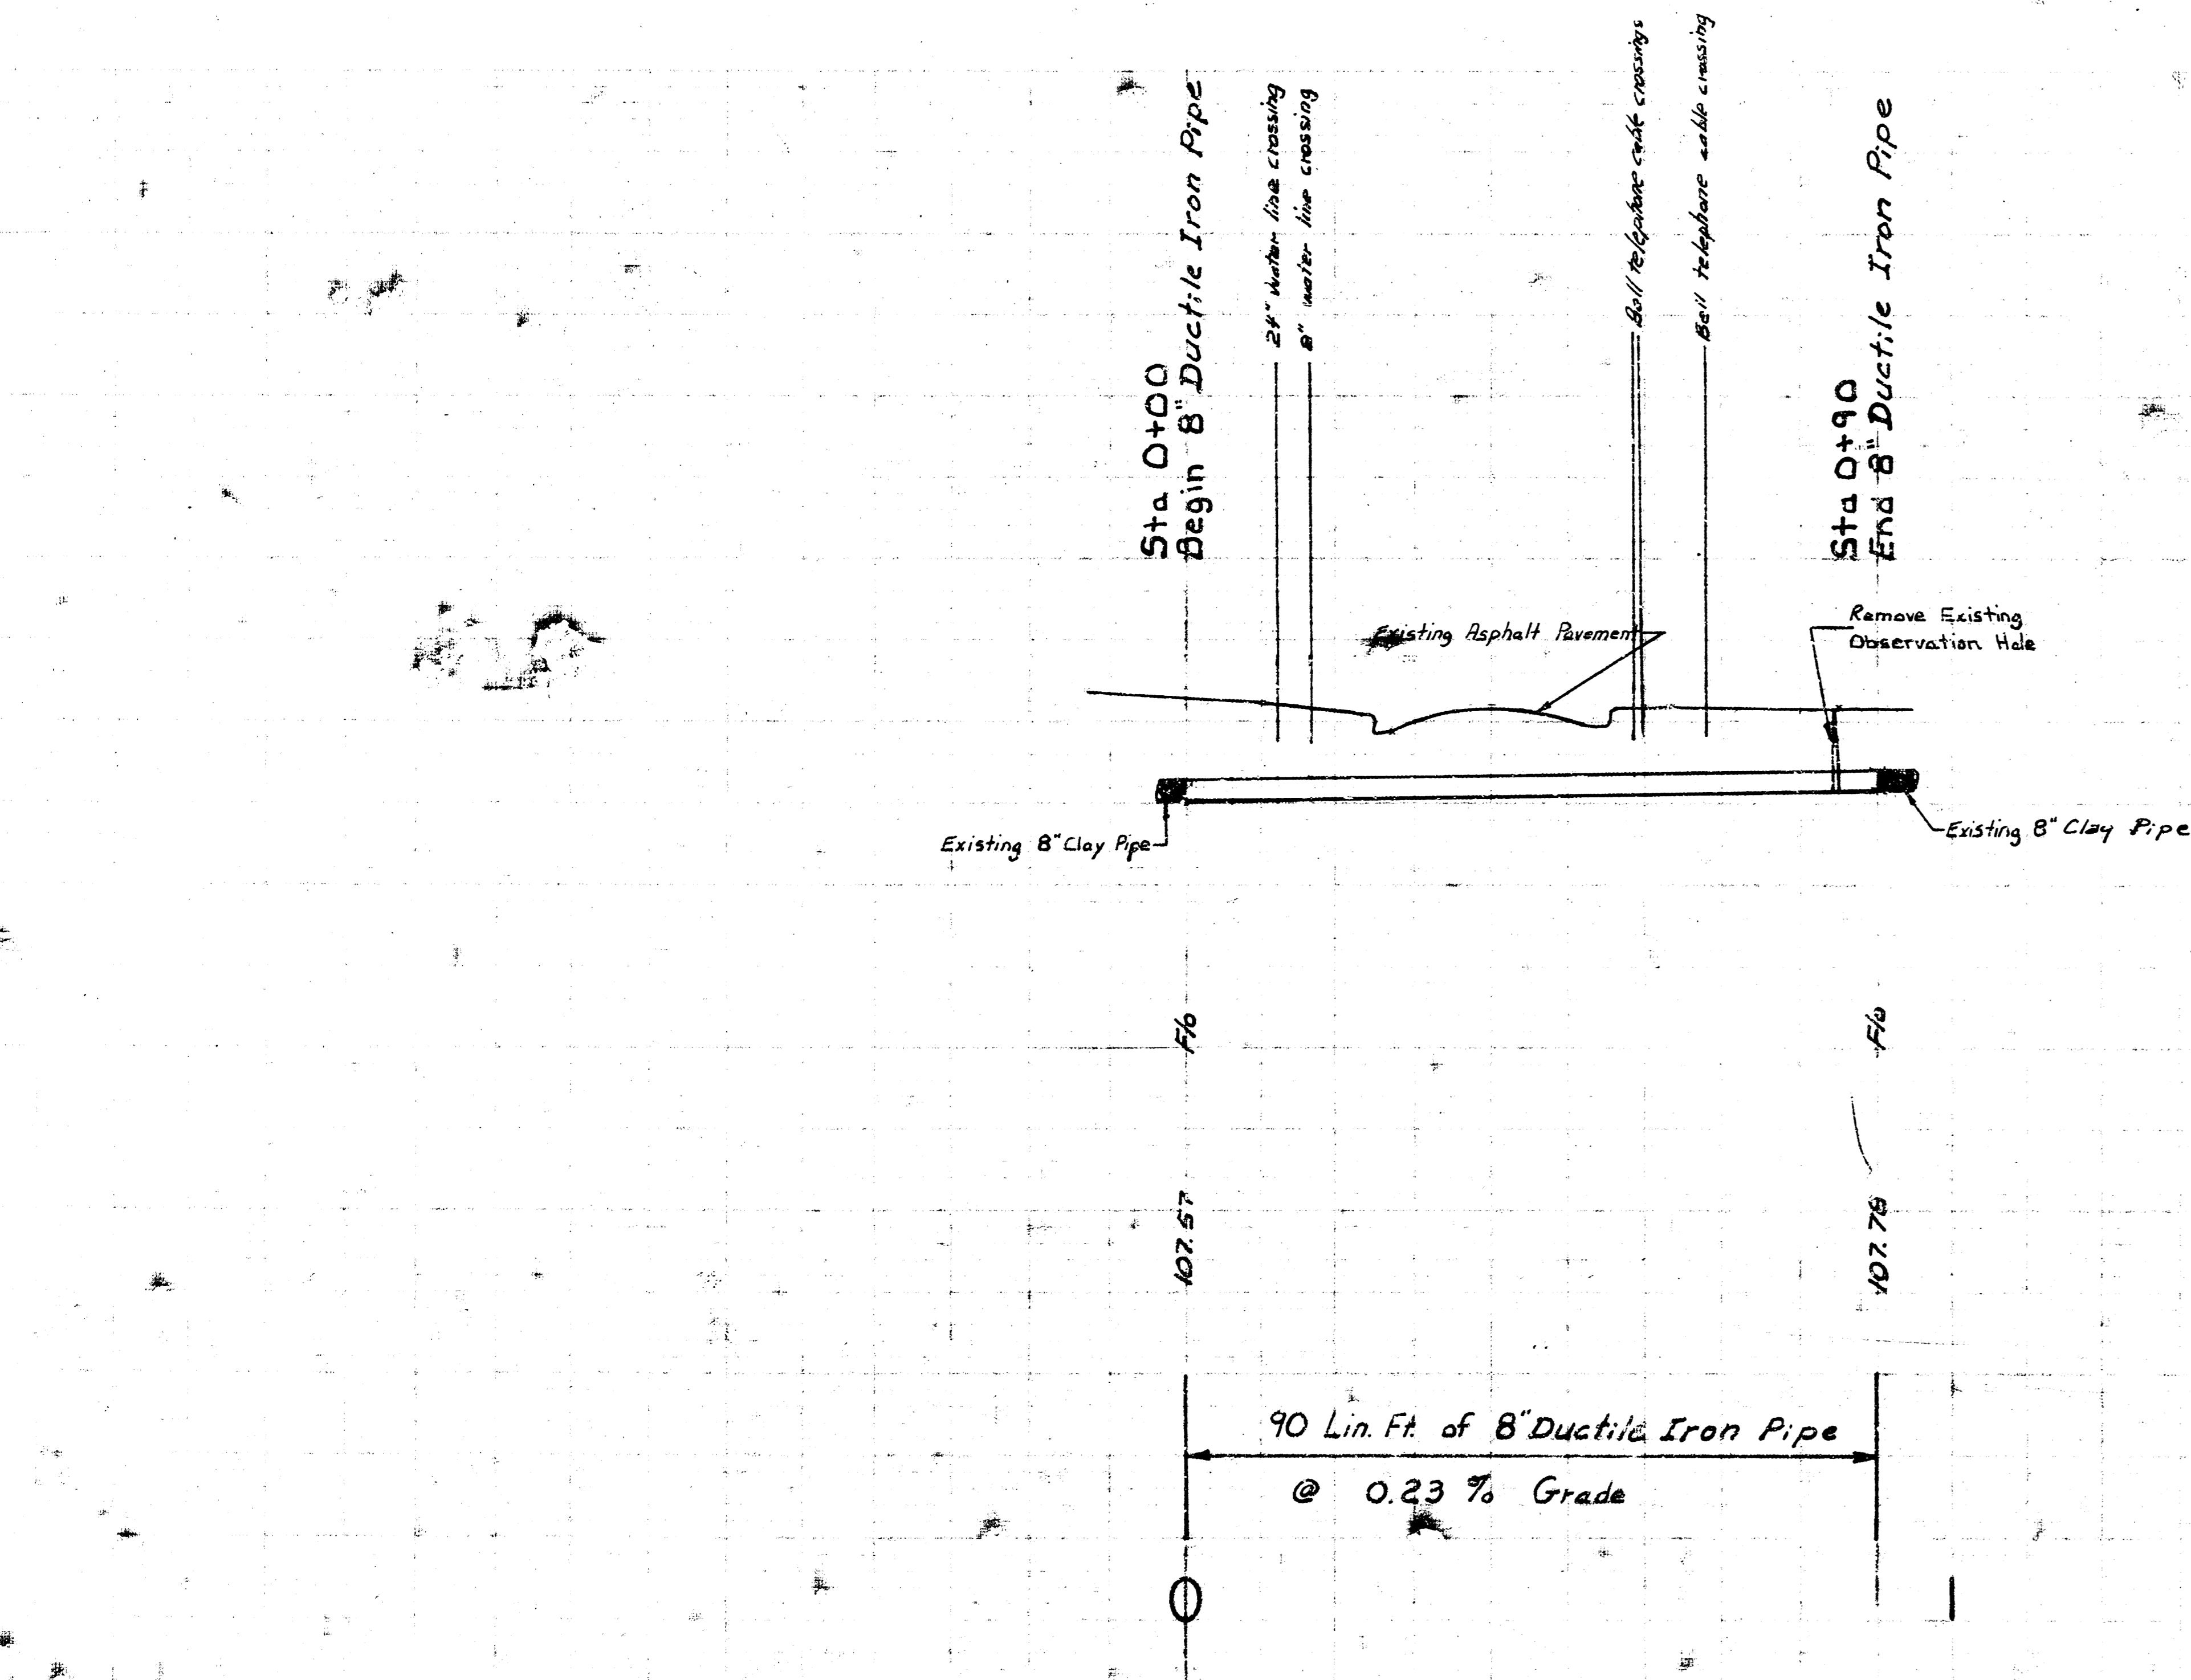 Sta 0+00
Begin 8" Ductile Iron Pipe
24" water line crossing
8" water line crossing
Bell telephone cable crossings
Bell telephone cable crossing
Sta 0+90
End 8" Ductile Iron Pipe
Existing Asphalt Pavement
Remove Existing
Observation Hole
Existing 8" Clay Pipe
Existing 8" Clay Pipe
107.57 Flo
107.78 Flo
90 Lin. Ft. of 8" Ductile Iron Pipe
@ 0.23 % Grade
0
1